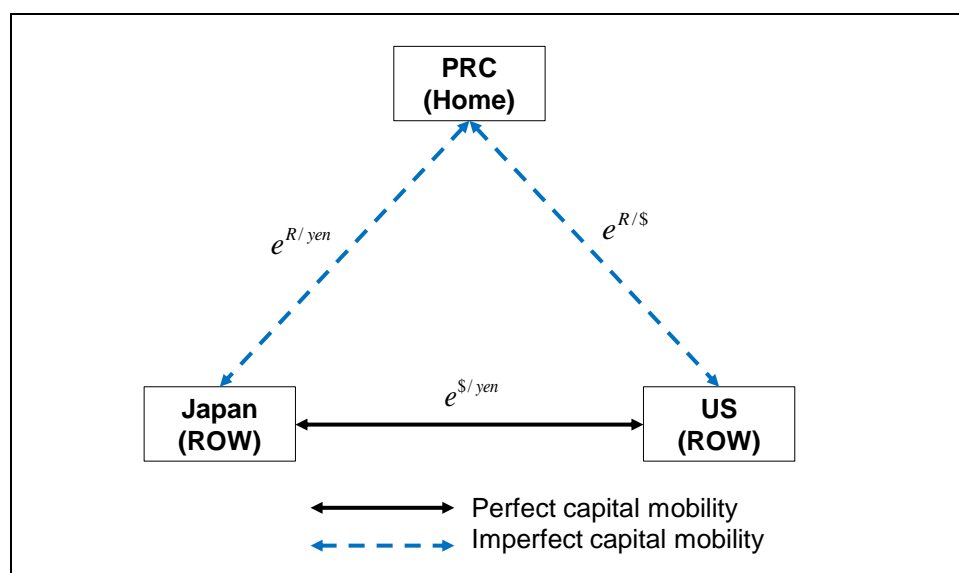 PRC
(Home)
e^{R/yen}
e^{R/$}
e^{$/yen}
Japan
(ROW)
US
(ROW)
Perfect capital mobility
Imperfect capital mobility